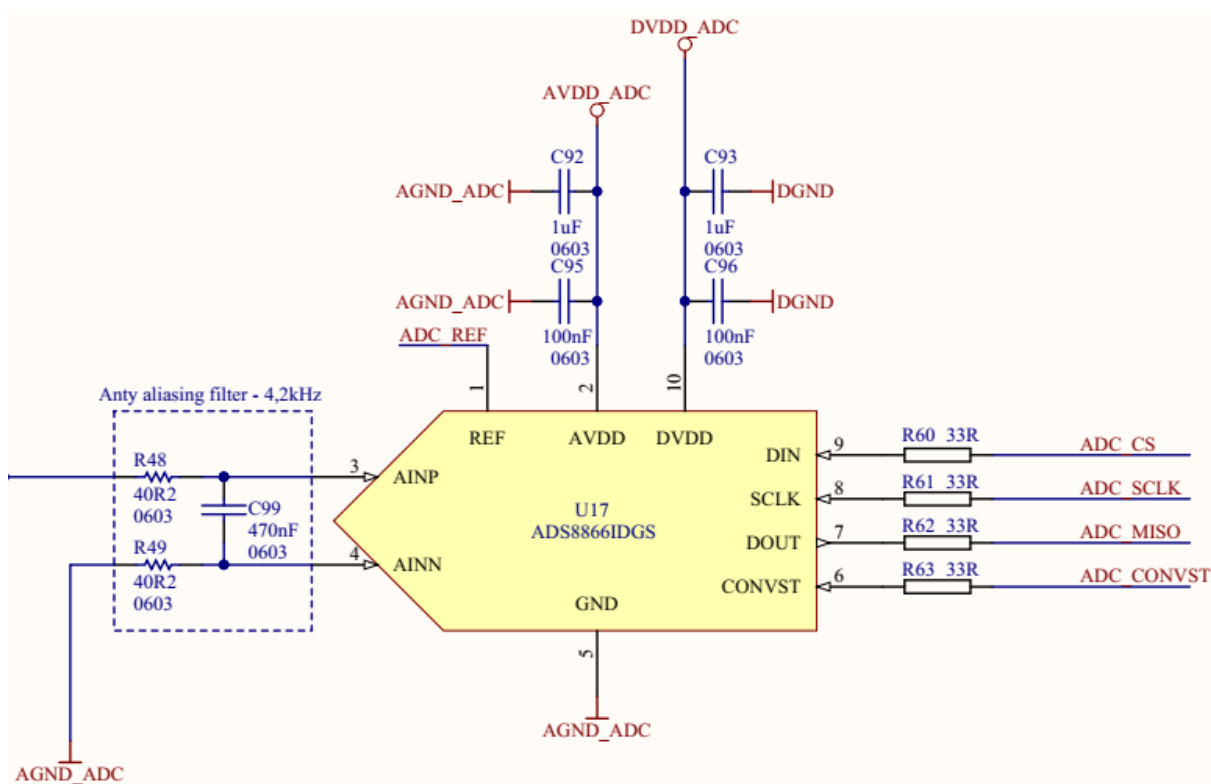 DVDD_ADC
AVDD_ADC
C92
C93
AGND_ADC
DGND
1uF
1uF
0603
0603
C95
C96
AGND_ADC
DGND
ADC_REF
100nF
100nF
0603
0603
1
2
10
Anty aliasing filter - 4,2kHz
REF
AVDD
DVDD
R48
40R2
0603
3
AINP
C99
470nF
0603
R49
40R2
0603
4
AINN
U17
ADS8866IDGS
DIN
9
R60 33R
ADC_CS
SCLK
8
R61 33R
ADC_SCLK
DOUT
7
R62 33R
ADC_MISO
CONVST
6
R63 33R
ADC_CONVST
GND
5
AGND_ADC
AGND_ADC